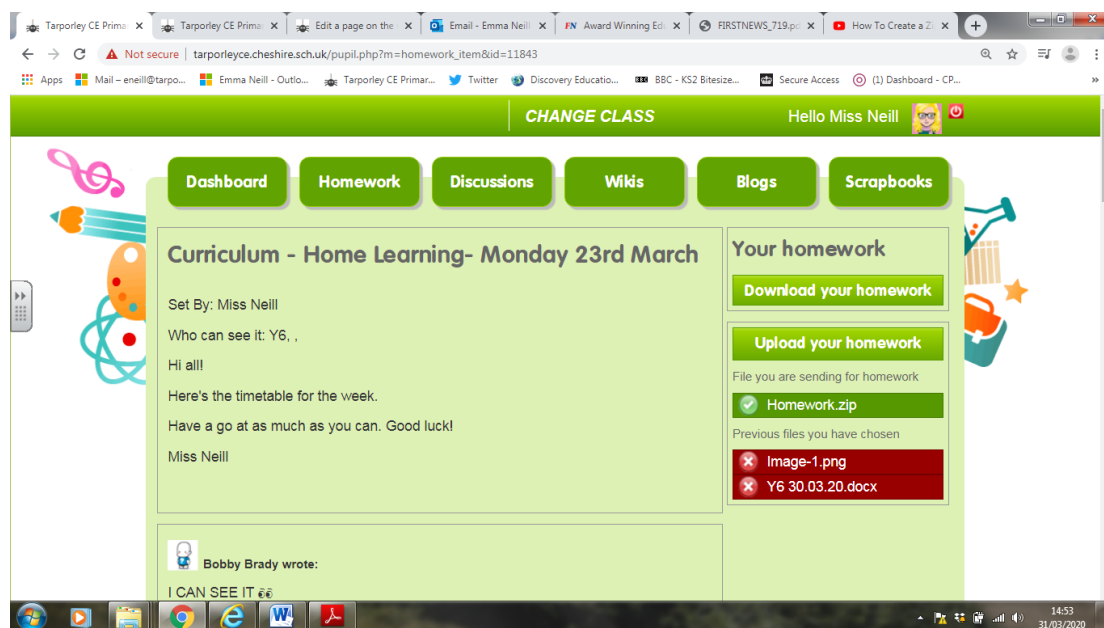 Tarporley CE Prima
Tarporley CE Prima
Edit a page on the
Email - Emma Neill
FN Award Winning Ed
FIRSTNEWS_719.pd
How To Create a Zi
Not secure | tarporleyce.cheshire.sch.uk/pupil.php?m=homework_item&id=11843
Apps Mail – eneill@tarpo... Emma Neill - Outlo... Tarporley CE Primar... Twitter Discovery Educatio... BBC - KS2 Bitesize... Secure Access (1) Dashboard - CP...
CHANGE CLASS Hello Miss Neill
Dashboard Homework Discussions Wikis Blogs Scrapbooks
Curriculum - Home Learning- Monday 23rd March
Set By: Miss Neill
Who can see it: Y6, ,
Hi all!
Here's the timetable for the week.
Have a go at as much as you can. Good luck!
Miss Neill
Your homework
Download your homework
Upload your homework
File you are sending for homework
Homework.zip
Previous files you have chosen
Image-1.png
Y6 30.03.20.docx
Bobby Brady wrote:
I CAN SEE IT
14:53
31/03/2020